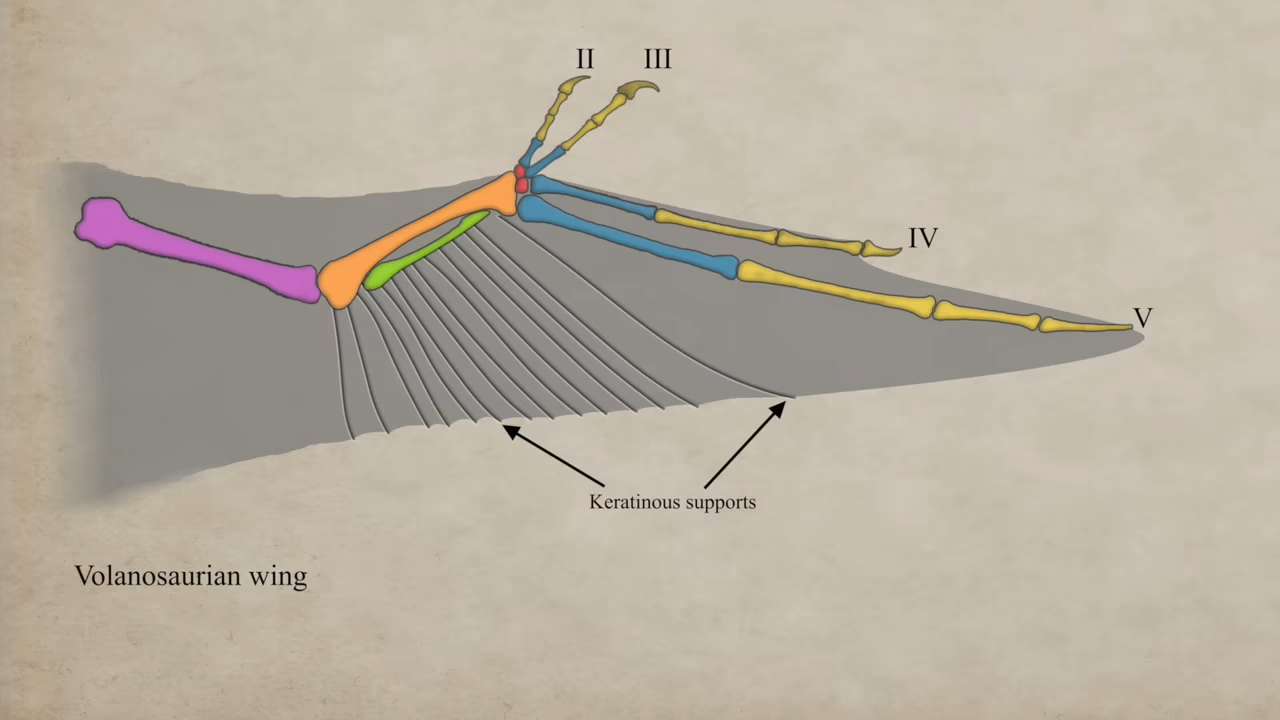 II
III
IV
V
Keratinous supports
Volanosaurian wing